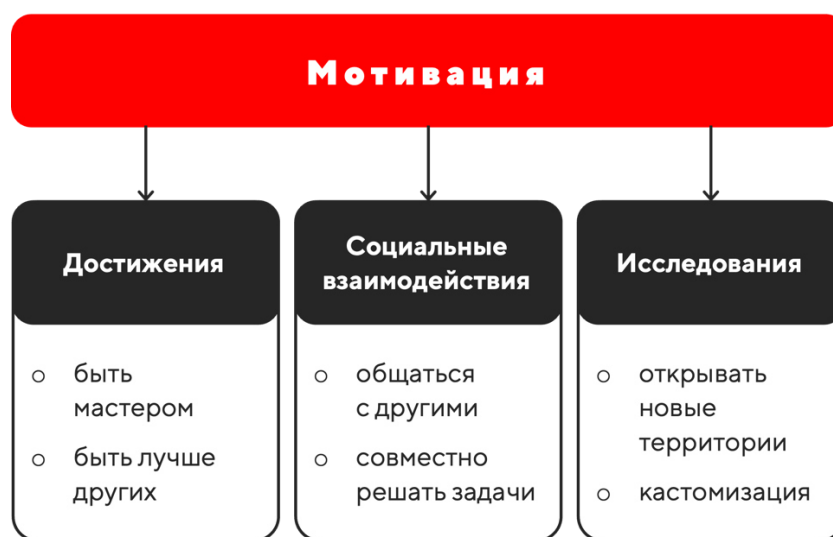 Мотивация
Достижения
○ быть
мастером
○ быть лучше
других
Социальные
взаимодействия
○ общаться
с другими
○ совместно
решать задачи
Исследования
○ открывать
новые
территории
○ кастомизация